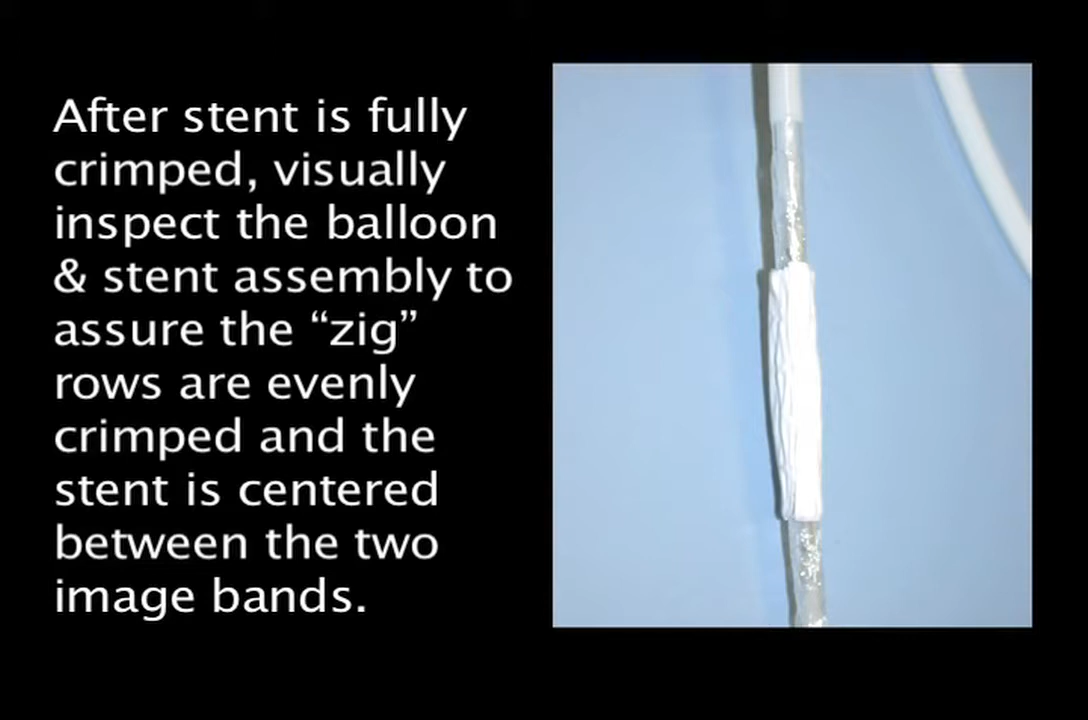 After stent is fully
crimped, visually
inspect the balloon
& stent assembly to
assure the “zig”
rows are evenly
crimped and the
stent is centered
between the two
image bands.